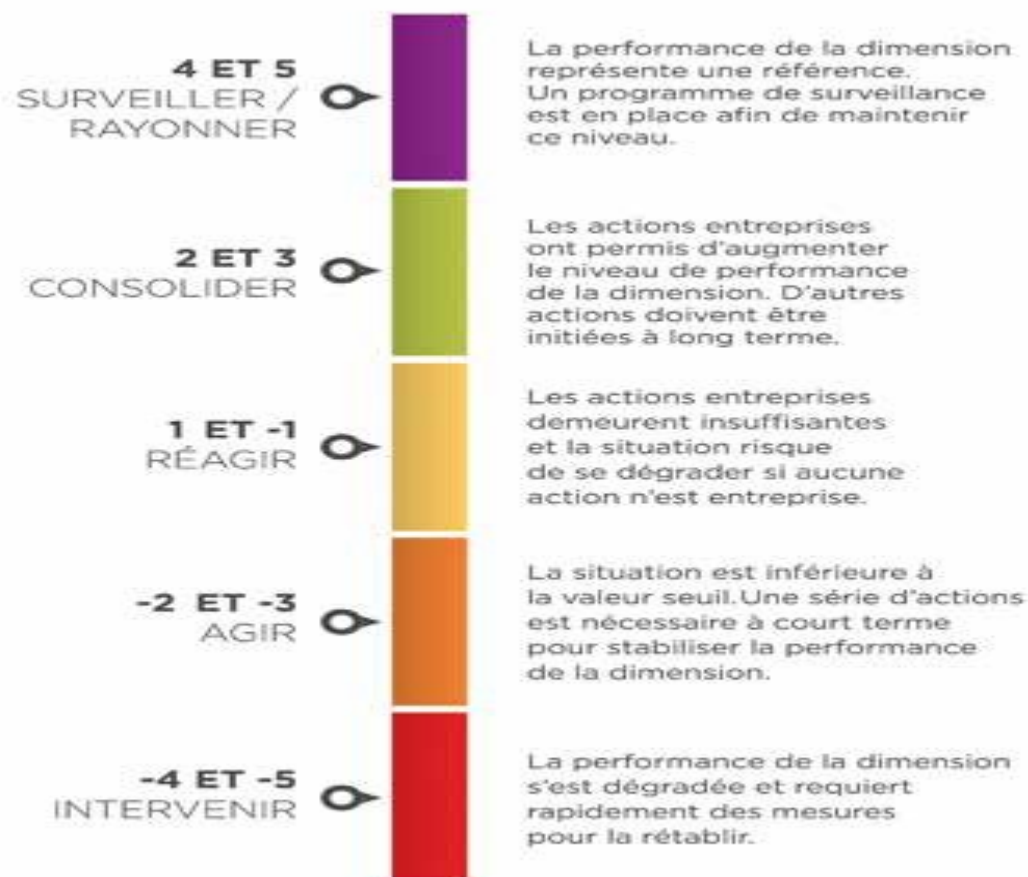 4 ET 5
SURVEILLER /
RAYONNER
La performance de la dimension
représente une référence.
Un programme de surveillance
est en place afin de maintenir
ce niveau.
2 ET 3
CONSOLIDER
Les actions entreprises
ont permis d'augmenter
le niveau de performance
de la dimension. D'autres
actions doivent être
initiées à long terme.
1 ET -1
RÉAGIR
Les actions entreprises
demeurent insuffisantes
et la situation risque
de se dégrader si aucune
action n'est entreprise.
-2 ET -3
AGIR
La situation est inférieure à
la valeur seuil.Une série d'actions
est nécessaire à court terme
pour stabiliser la performance
de la dimension.
-4 ET -5
INTERVENIR
La performance de la dimension
s'est dégradée et requiert
rapidement des mesures
pour la rétablir.